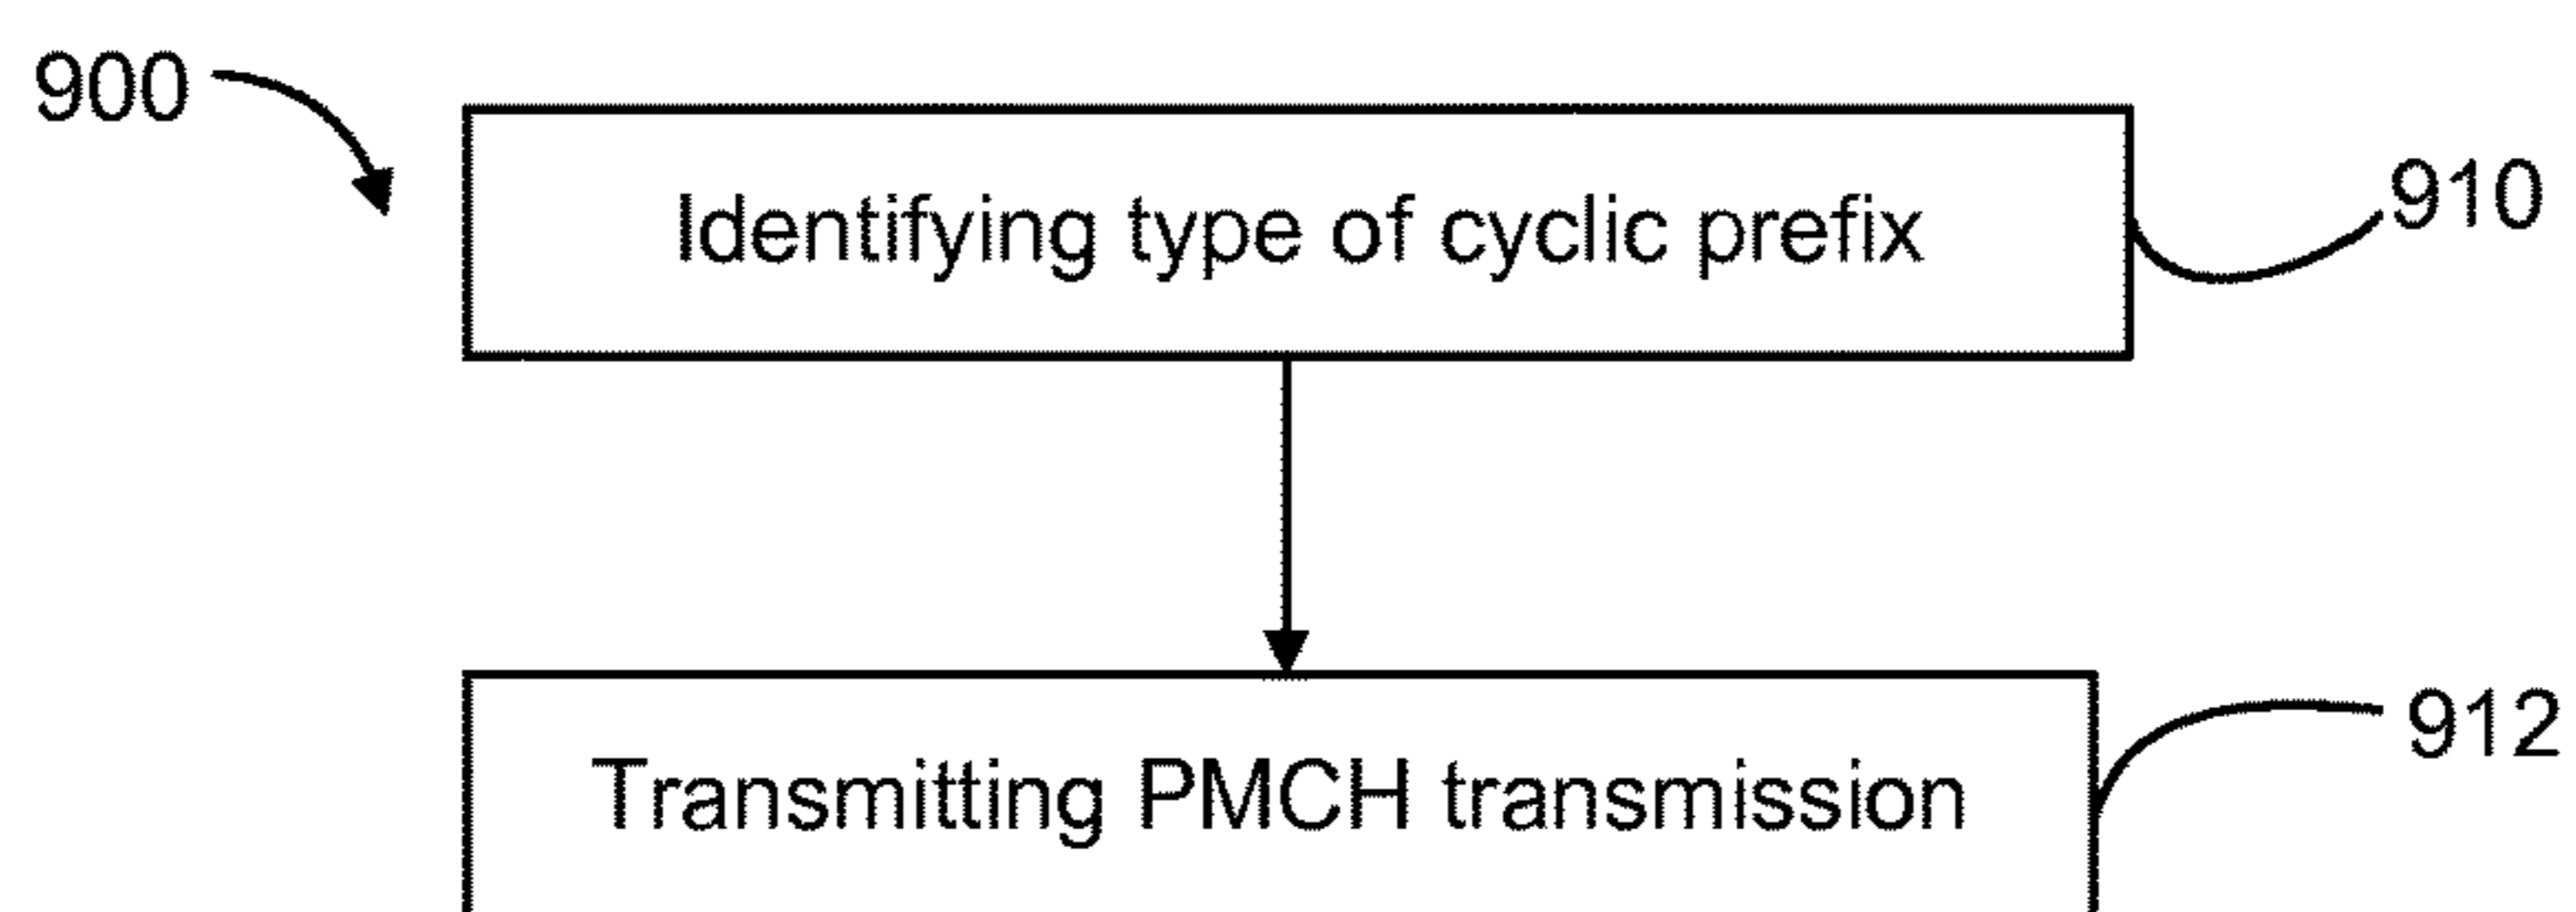 900
Identifying type of cyclic prefix
910
Transmitting PMCH transmission
912